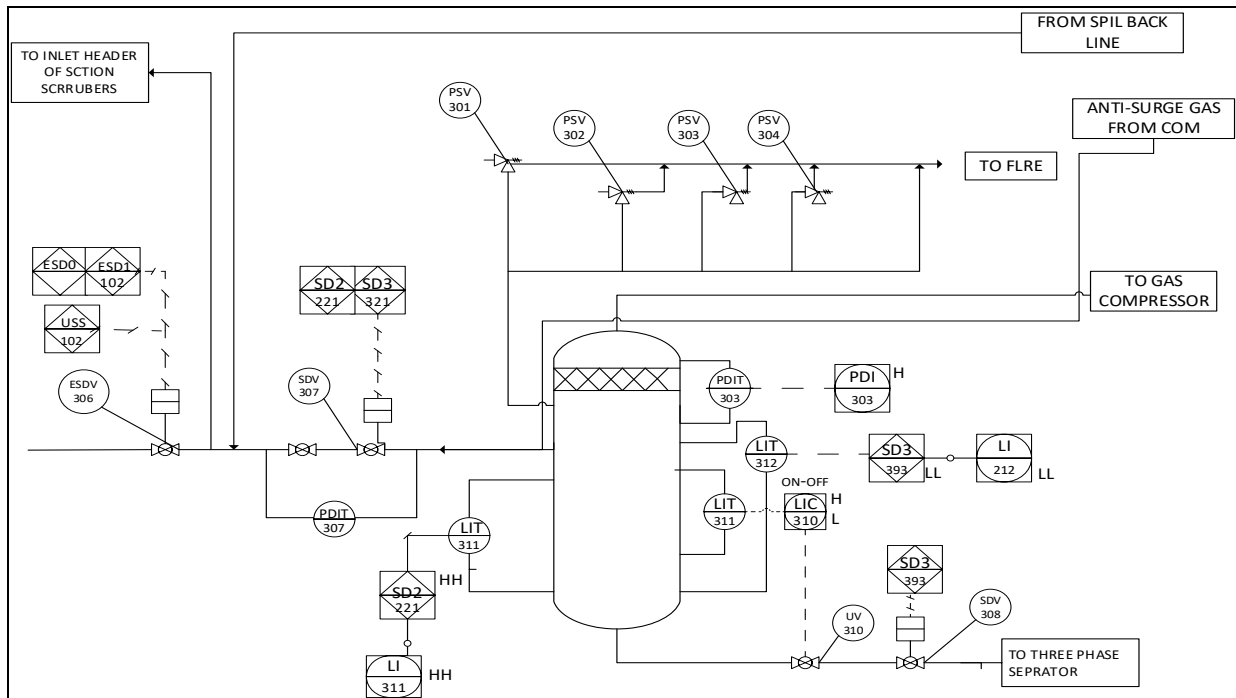 FROM SPIL BACK
LINE
TO INLET HEADER
OF SCTION
SCRRUBERS
ANTI-SURGE GAS
FROM COM
PSV
301
PSV
302
PSV
303
PSV
304
TO FLRE
ESD0
ESD1
102
USS
102
SD2
221
SD3
321
TO GAS
COMPRESSOR
ESDV
306
SDV
307
PDIT
303
PDI
303
H
LIT
312
SD3
393
LL
LI
212
LL
ON-OFF
PDIT
307
LIT
311
LIT
311
LIC
310
H
L
SD2
221
HH
SD3
393
UV
310
SDV
308
LI
311
HH
TO THREE PHASE
SEPRATOR